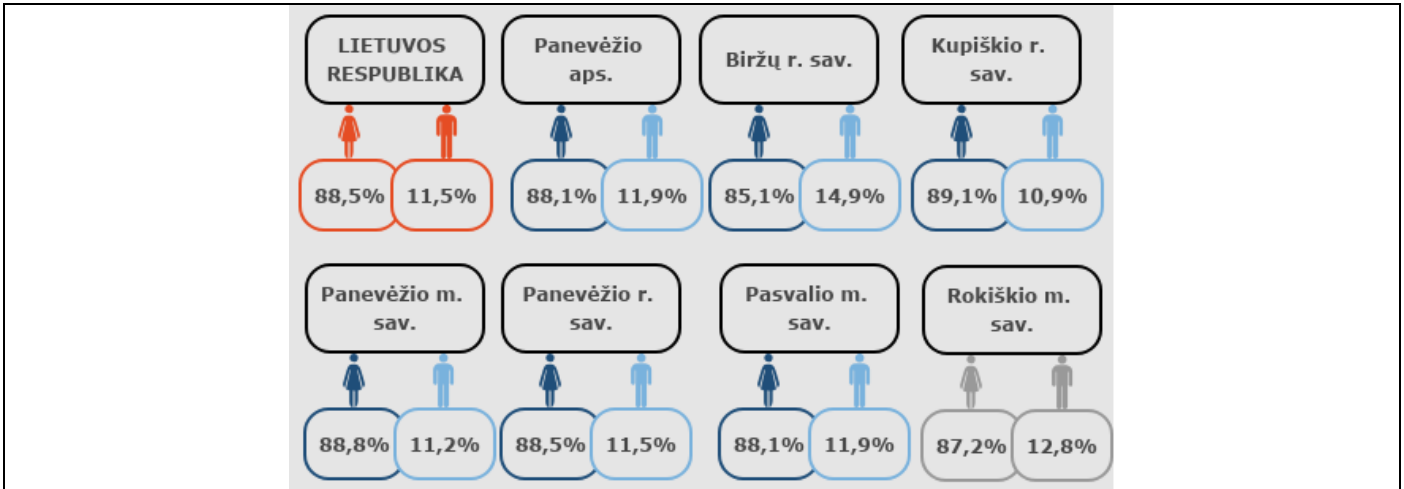 LIETUVOS
RESPUBLIKA
Panevėžio
aps.
Biržų r. sav.
Kupiškio r.
sav.
88,5% 11,5% 88,1% 11,9% 85,1% 14,9% 89,1% 10,9%
Panevėžio m.
sav.
Panevėžio r.
sav.
Pasvalio m.
sav.
Rokiškio m.
sav.
88,8% 11,2% 88,5% 11,5% 88,1% 11,9% 87,2% 12,8%